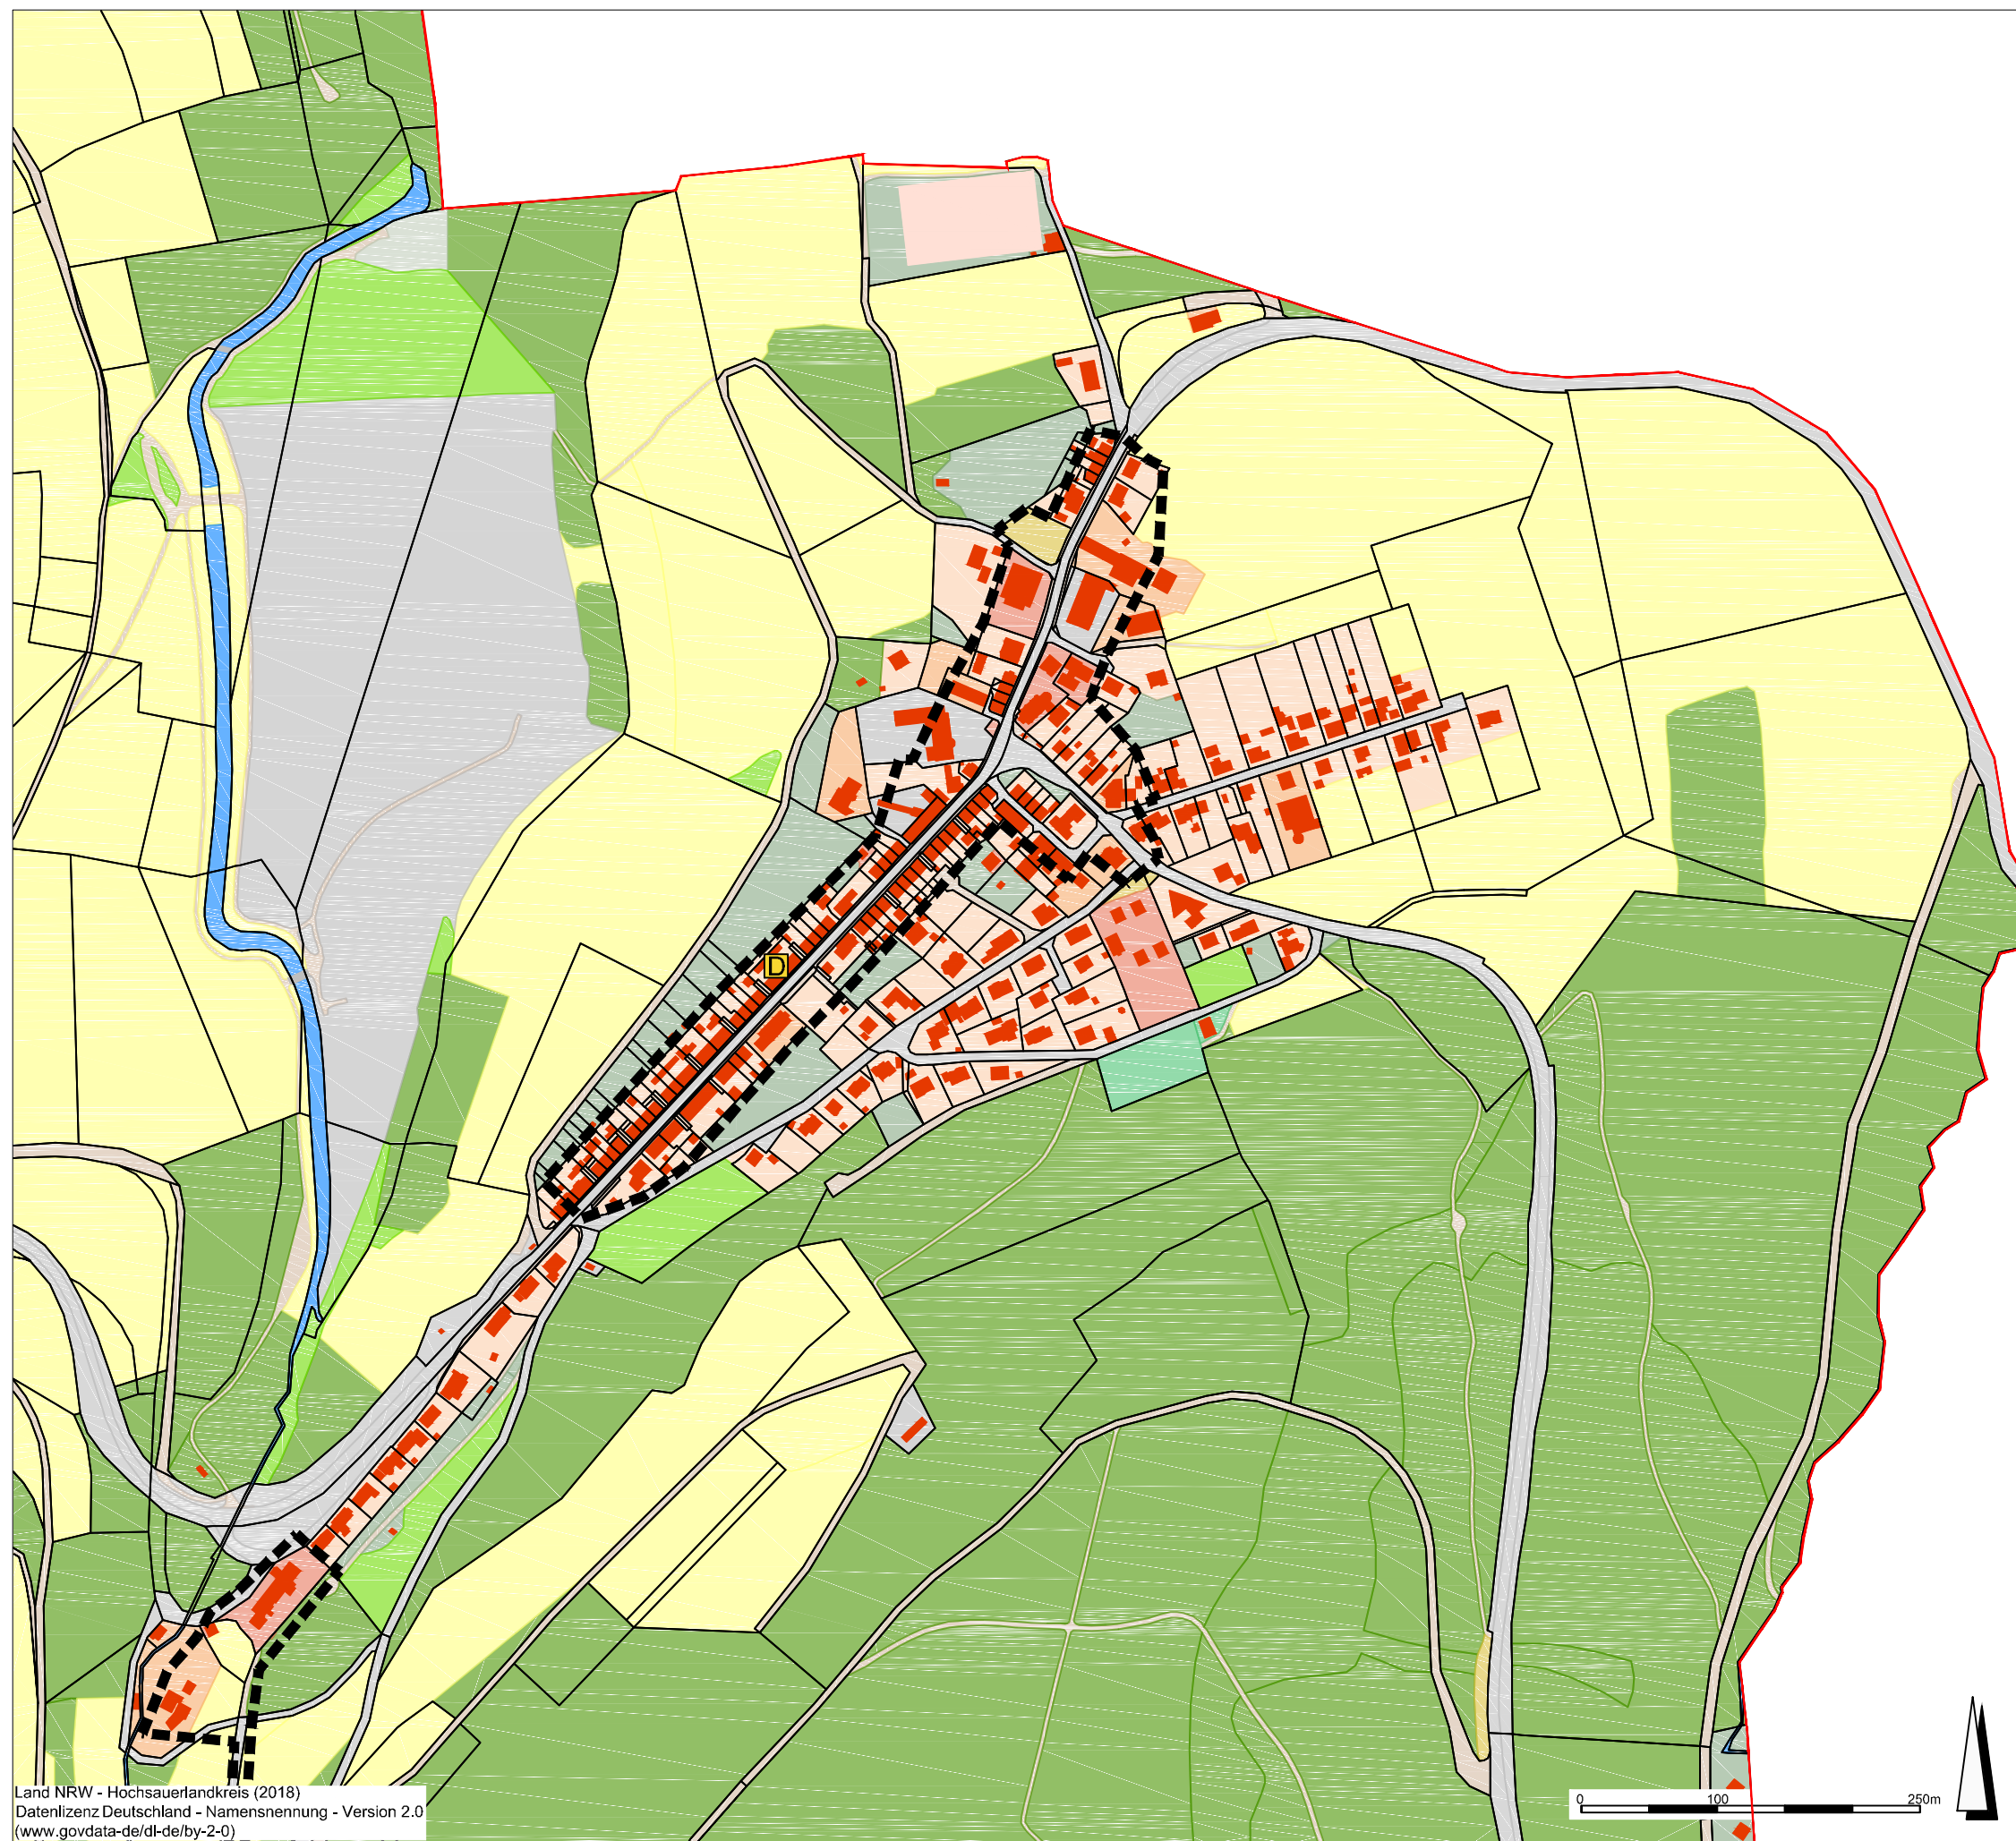 D
Land NRW - Hochsauerlandkreis (2018)
Datenlizenz Deutschland - Namensnennung - Version 2.0
(www.govdata-de/dl-de/by-2-0)
0 100 250m